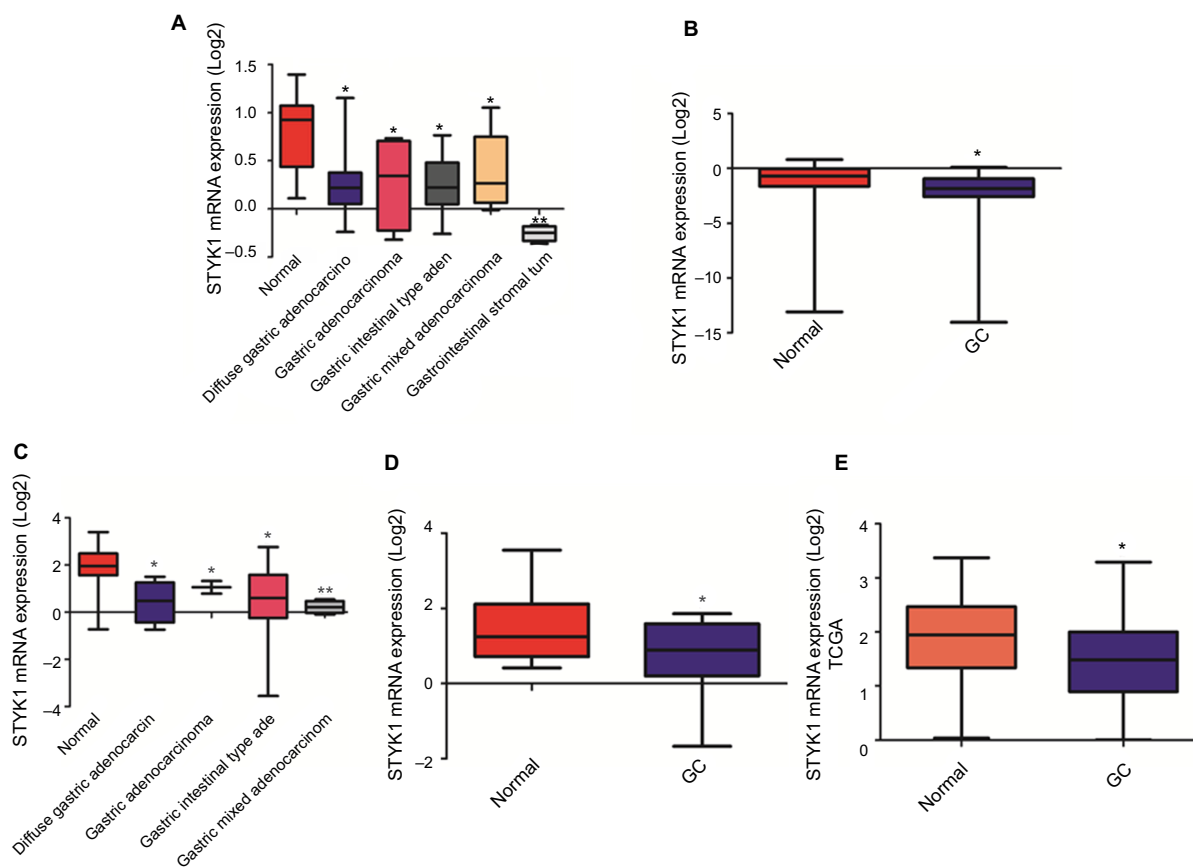 A
STYK1 mRNA expression (Log2)
1.0
0.5
0.0
–0.5
*
*
*
*
**
Normal
Diffuse gastric adenocarcino
Gastric adenocarcinoma
Gastric intestinal type aden
Gastric mixed adenocarcinoma
Gastrointestinal stromal tum
B
STYK1 mRNA expression (Log2)
5
0
–5
–10
–15
*
Normal
GC
C
STYK1 mRNA expression (Log2)
4
2
0
–2
–4
*
*
*
**
Normal
Diffuse gastric adenocarcin
Gastric adenocarcinoma
Gastric intestinal type ade
Gastric mixed adenocarcinom
D
STYK1 mRNA expression (Log2)
4
2
0
–2
*
Normal
GC
E
STYK1 mRNA expression (Log2)
TCGA
4
3
2
1
0
*
Normal
GC